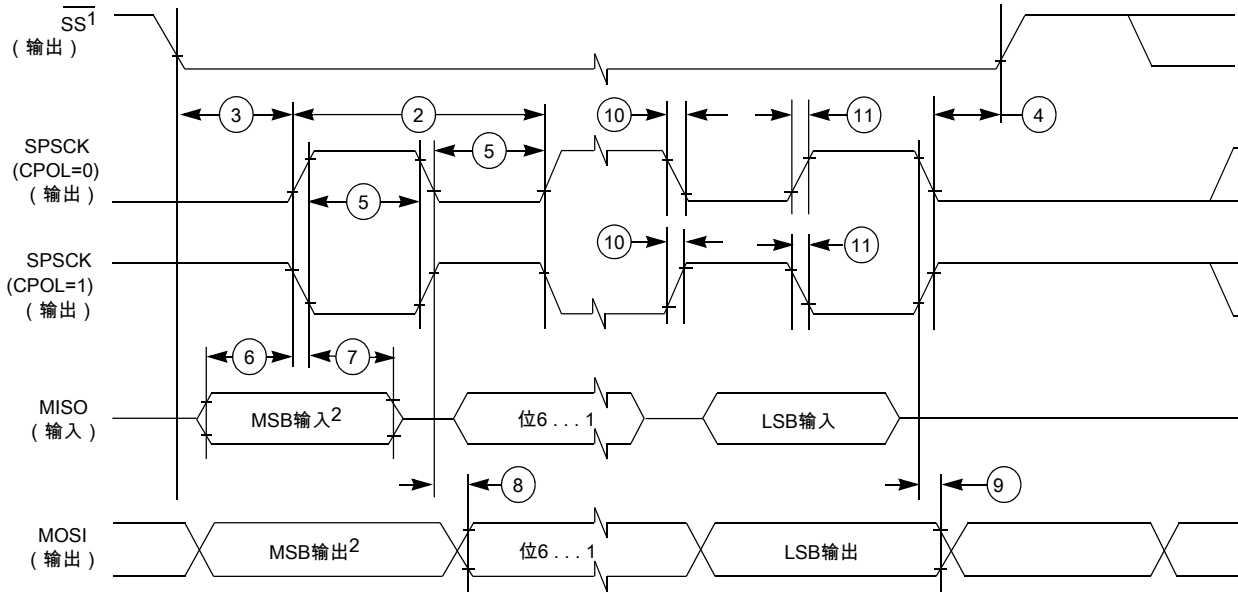 SS1
( 输出 )
3
2
10
11
4
SPSCK
(CPOL=0)
( 输出 )
5
5
10
11
SPSCK
(CPOL=1)
( 输出 )
6
7
MISO
( 输入 )
MSB输入2
位6 . . . 1
LSB输入
8
9
MOSI
( 输出 )
MSB输出2
位6 . . . 1
LSB输出